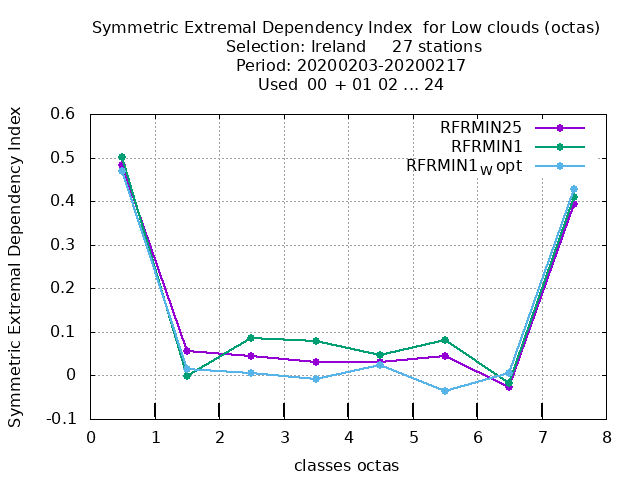 Symmetric Extremal Dependency Index for Low clouds (octas)
Selection: Ireland 27 stations
Period: 20200203-20200217
Used 00 + 01 02 ... 24
Symmetric Extremal Dependency Index
0.6
0.5
0.4
0.3
0.2
0.1
0
-0.1
RFRMIN25
RFRMIN1
RFRMIN1W opt
0 1 2 3 4 5 6 7 8
classes octas